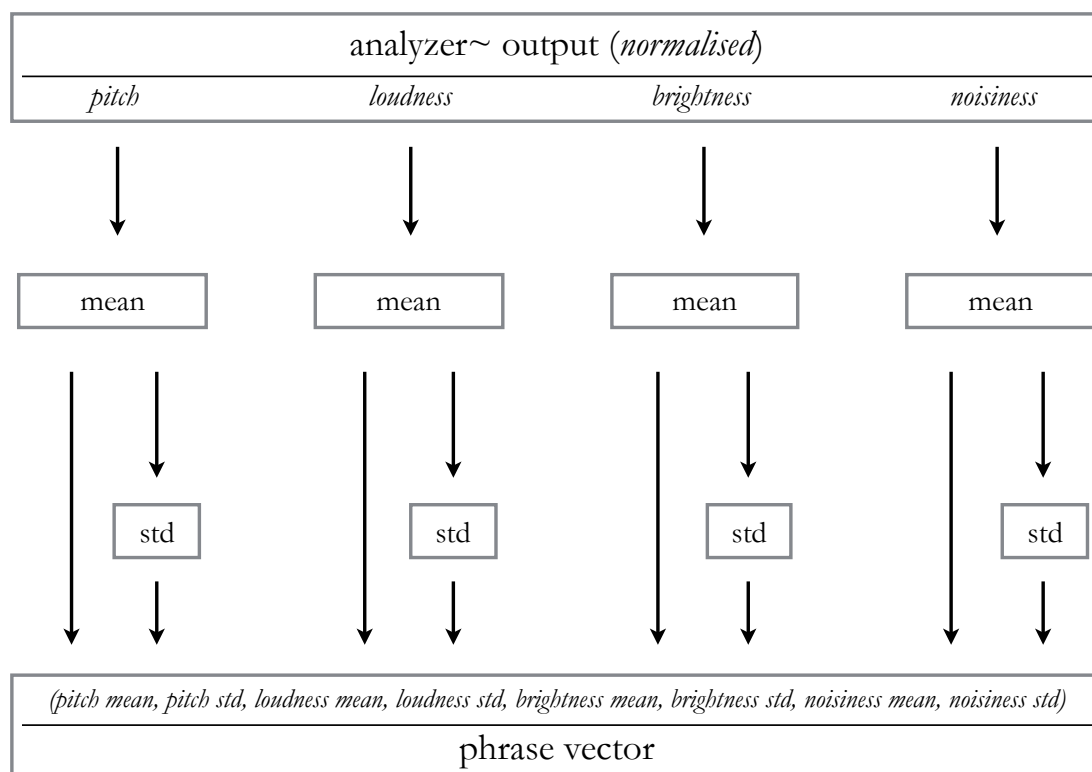 analyzer~ output (normalised)
pitch loudness brightness noisiness
mean mean mean mean
std std std std
(pitch mean, pitch std, loudness mean, loudness std, brightness mean, brightness std, noisiness mean, noisiness std)
phrase vector